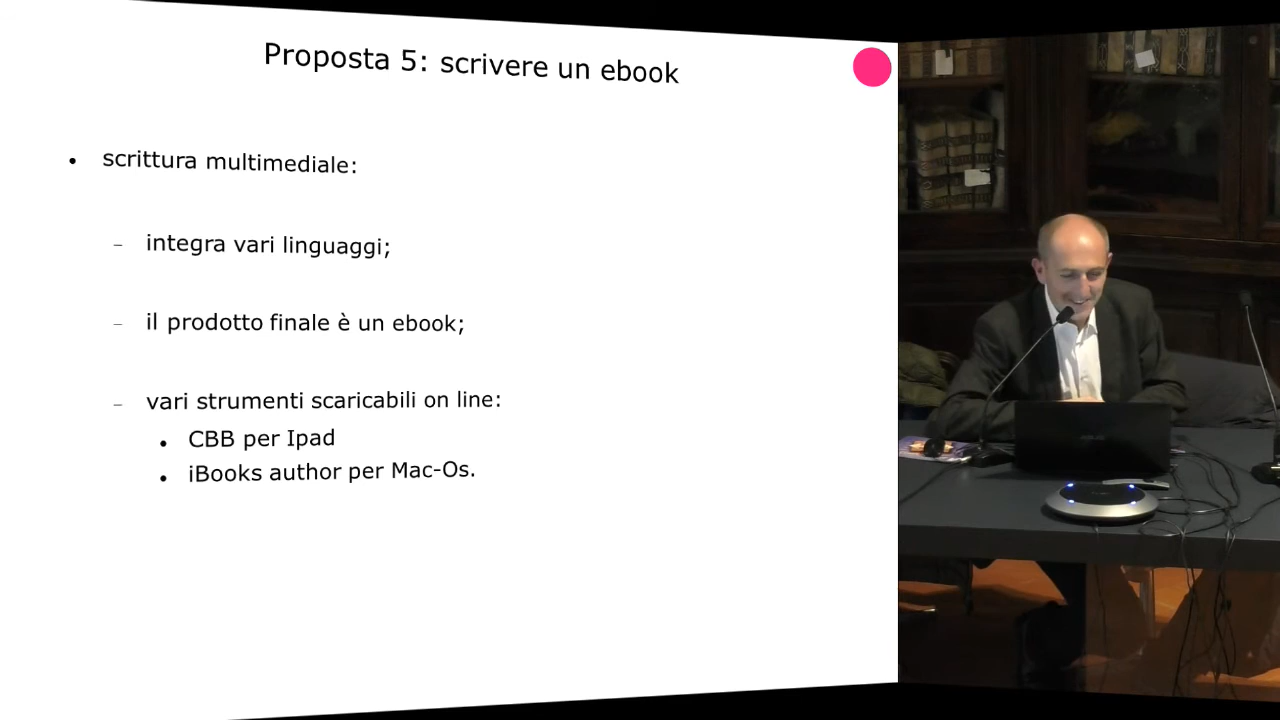 Proposta 5: scrivere un ebook
• scrittura multimediale:
– integra vari linguaggi;
– il prodotto finale è un ebook;
– vari strumenti scaricabili on line:
• CBB per Ipad
• iBooks author per Mac-Os.